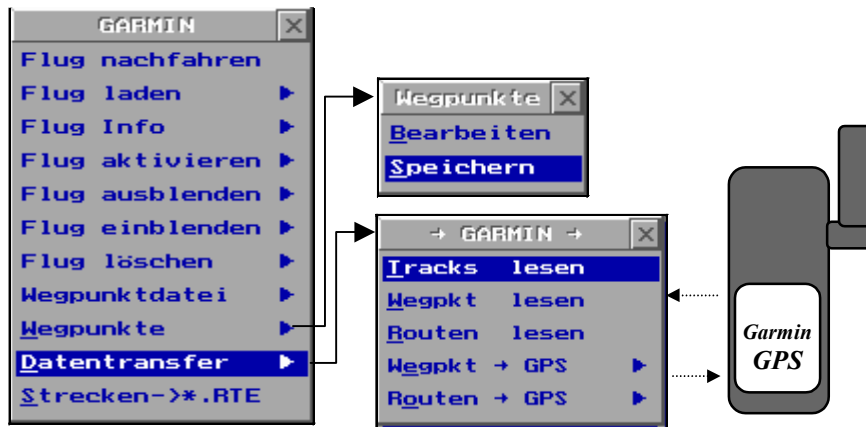 GARMIN
Flug nachfahren
Flug laden
Flug Info
Flug aktivieren
Flug ausblenden
Flug einblenden
Flug löschen
Wegpunktdatei
Wegpunkte
Datentransfer
Strecken->*.RTE
Wegpunkte
Bearbeiten
Speichern
→ GARMIN →
Tracks lesen
Wegpkt lesen
Routen lesen
Wegpkt → GPS
Routen → GPS
Garmin
GPS